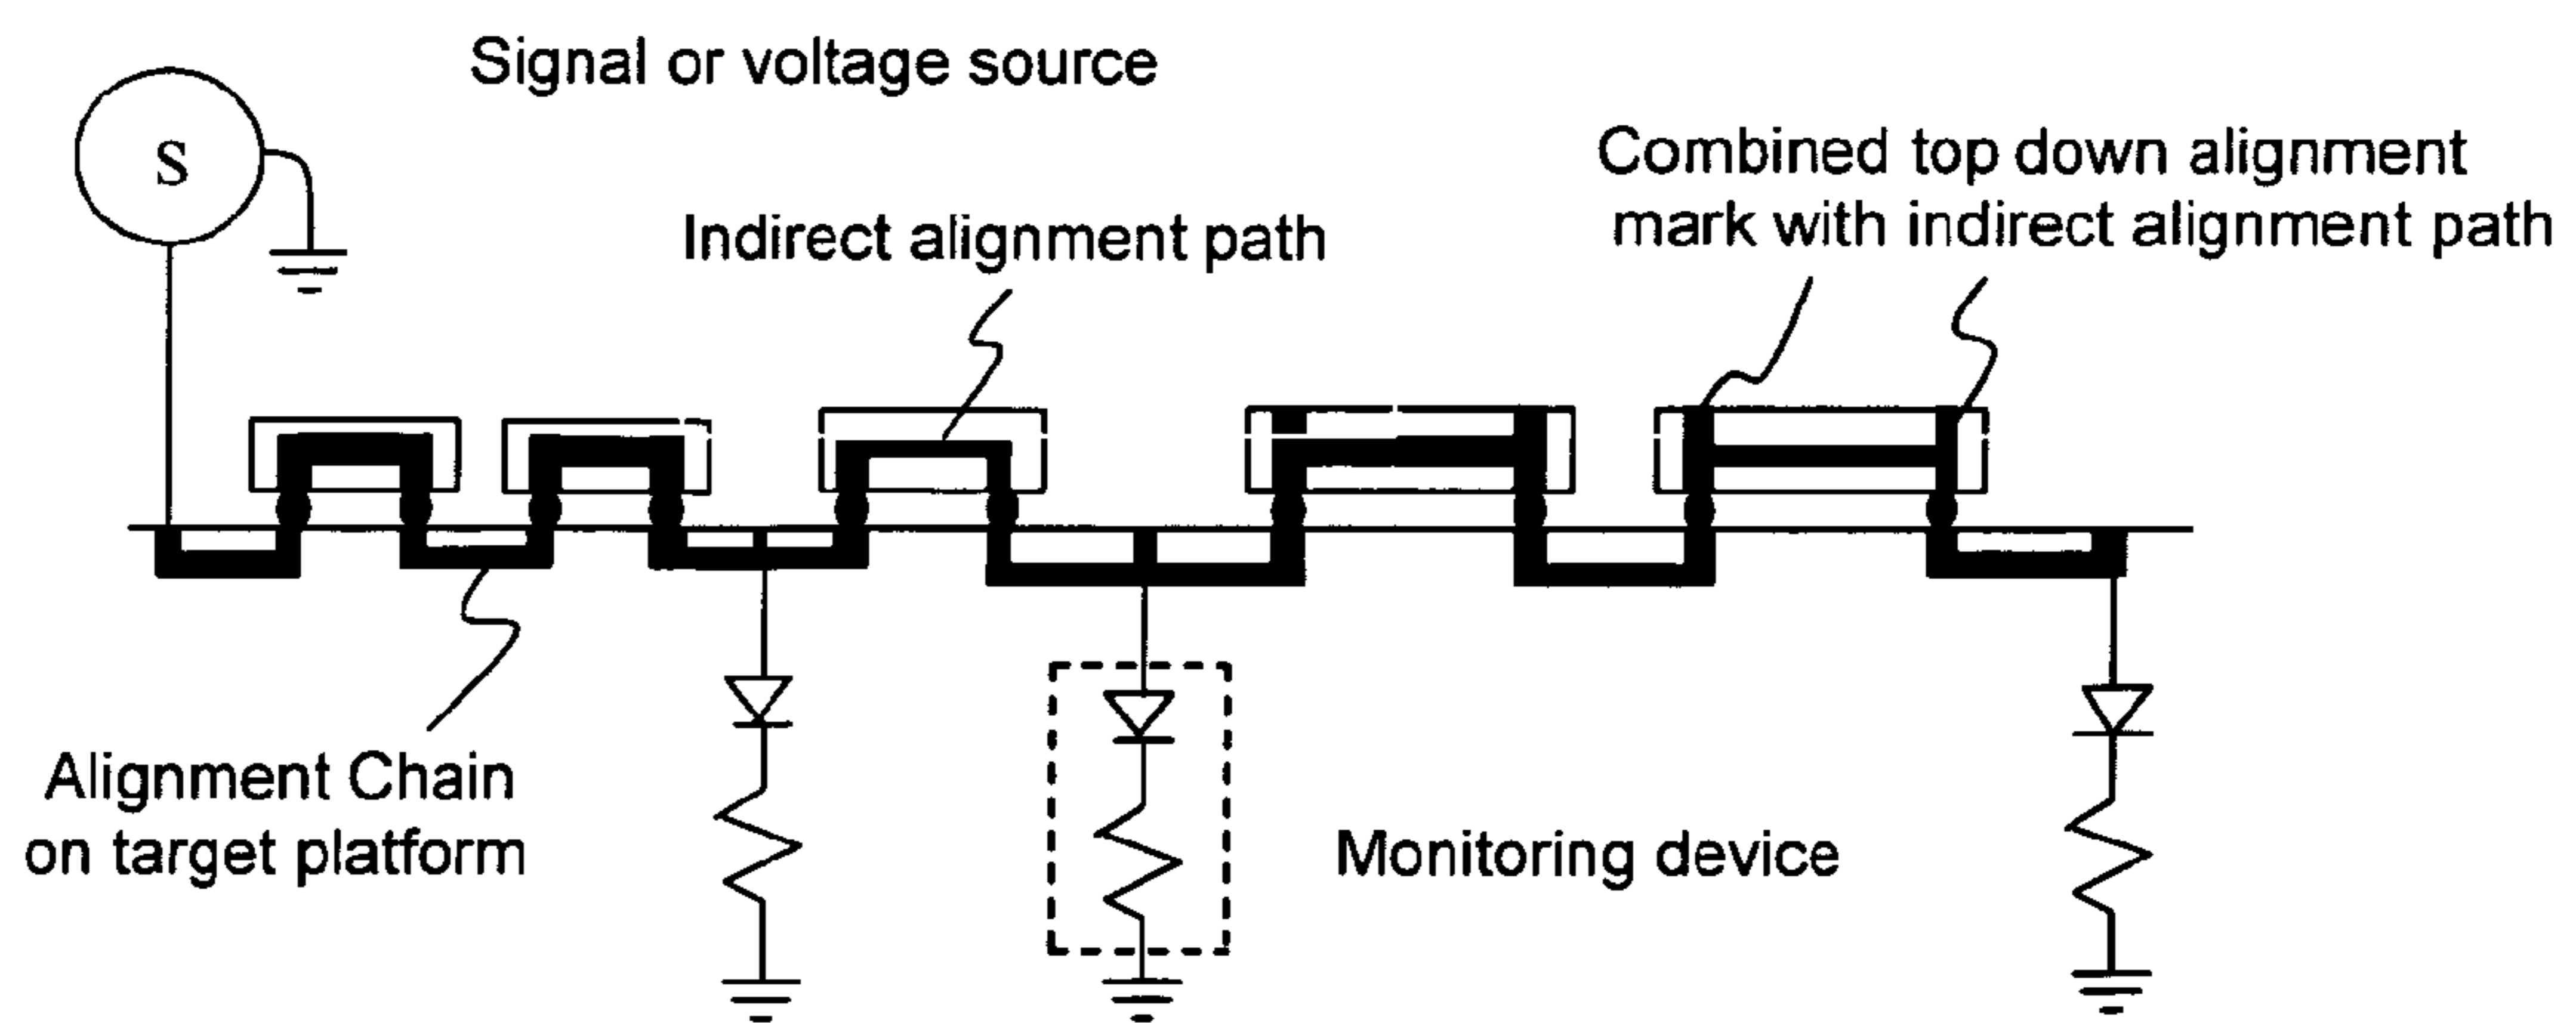 Signal or voltage source
S
Combined top down alignment
mark with indirect alignment path
Indirect alignment path
Alignment Chain
on target platform
Monitoring device